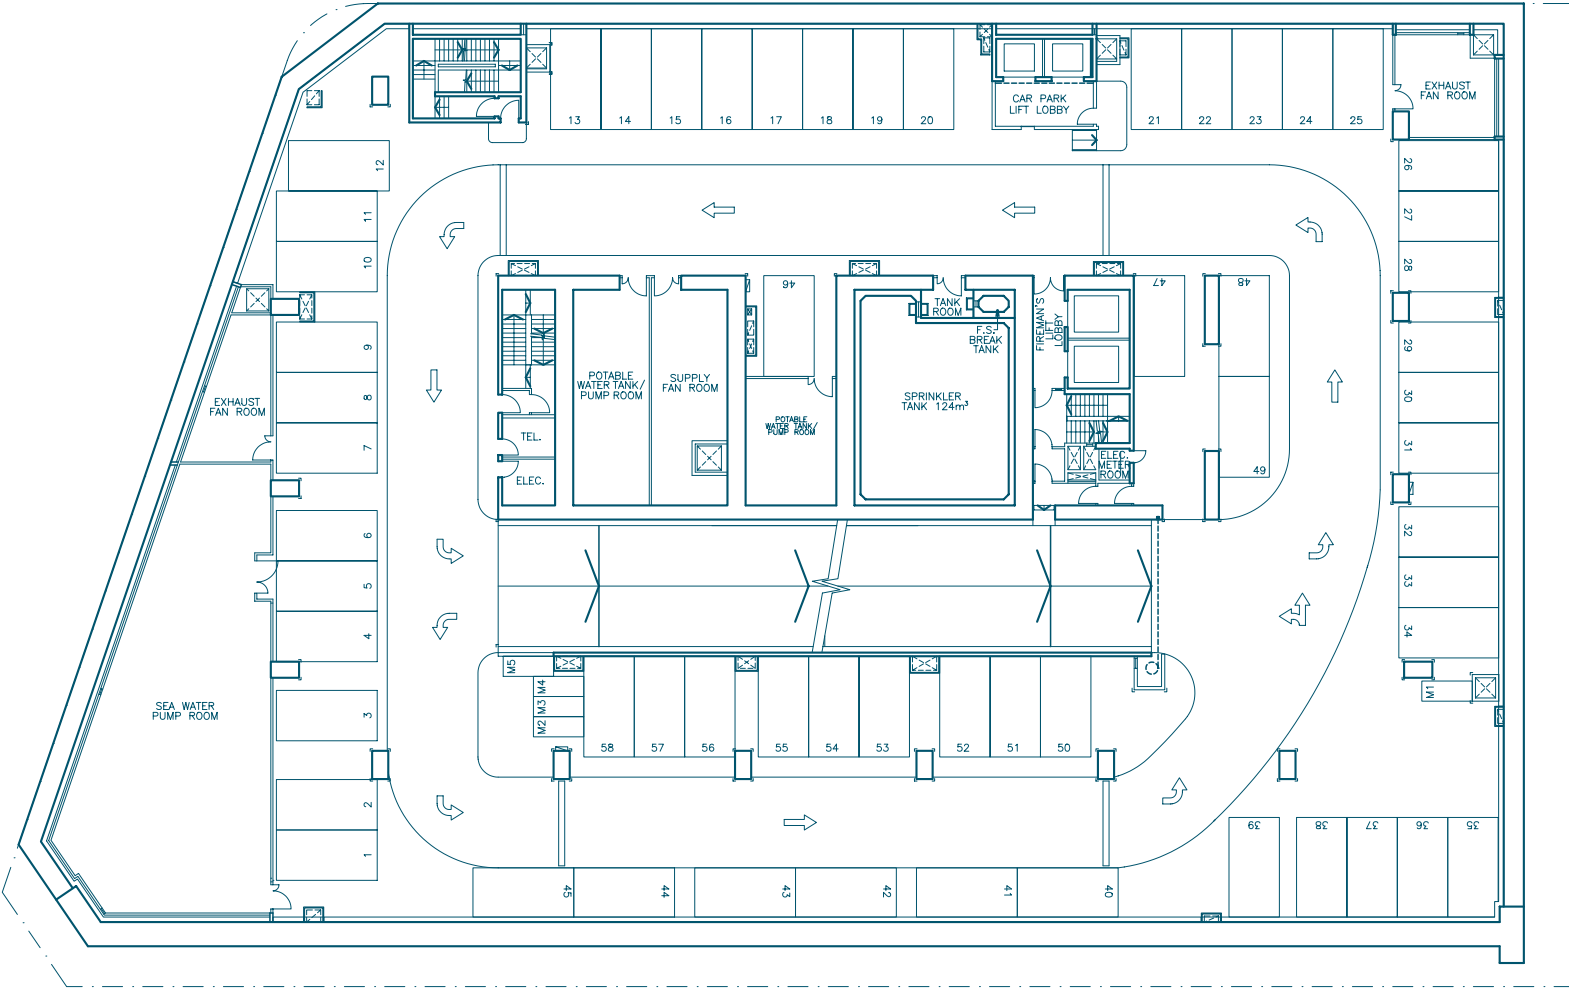 13 14 15 16 17 18 19 20
CAR PARK
LIFT LOBBY
21 22 23 24 25
EXHAUST
FAN ROOM
12
11
10
9
8
7
6
5
4
3
2
1
26
27
28
29
30
31
32
33
34
M1
46
47
48
49
TANK
ROOM
F.S.
BREAK
TANK
FIREMAN'S
LIFT
LOBBY
POTABLE
WATER TANK/
PUMP ROOM
SUPPLY
FAN ROOM
POTABLE
WATER TANK/
PUMP ROOM
SPRINKLER
TANK 124m³
TEL.
ELEC.
ELEC.
METER
ROOM
EXHAUST
FAN ROOM
SEA WATER
PUMP ROOM
M5
M4
M3
M2
58 57 56 55 54 53 52 51 50
39 38 37 36 35
45 44 43 42 41 40